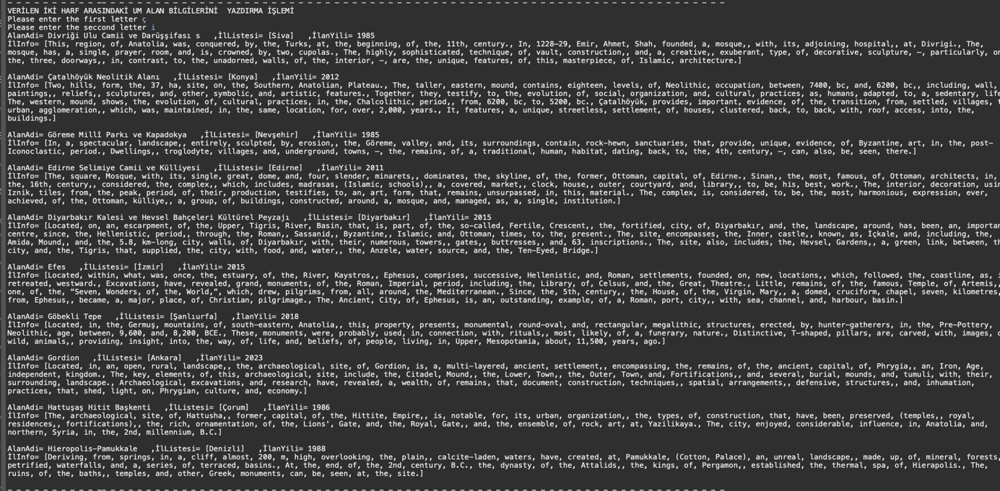 - - - - - - - - - - - - - - - - - - - - - - - - - - - - - - - - - - - - - - - - - - - - - - - - - - - - - - - - - - - - - - - - - - - - - - - - - - -
VERİLEN İKİ HARF ARASINDAKİ UM ALAN BİLGİLERİNİ YAZDIRMA İŞLEMİ
Please enter the first letter ç
Please enter the seccond letter i
AlanAdi= Divriği Ulu Camii ve Darüşşifası s ,İlListesi= [Siva] ,İlanYili= 1985
İlInfo= [This, region, of, Anatolia, was, conquered, by, the, Turks, at, the, beginning, of, the, 11th, century., In, 1228–29, Emir, Ahmet, Shah, founded, a, mosque,, with, its, adjoining, hospital,, at, Divrigi., The,
mosque, has, a, single, prayer, room, and, is, crowned, by, two, cupolas., The, highly, sophisticated, technique, of, vault, construction,, and, a, creative,, exuberant, type, of, decorative, sculpture, –, particularly, on
the, three, doorways,, in, contrast, to, the, unadorned, walls, of, the, interior, –, are, the, unique, features, of, this, masterpiece, of, Islamic, architecture.]
AlanAdi= Çatalhöyük Neolitik Alanı ,İlListesi= [Konya] ,İlanYili= 2012
İlInfo= [Two, hills, form, the, 37, ha, site, on, the, Southern, Anatolian, Plateau., The, taller, eastern, mound, contains, eighteen, levels, of, Neolithic, occupation, between, 7400, bc, and, 6200, bc,, including, wall,
paintings,, reliefs,, sculptures, and, other, symbolic, and, artistic, features., Together, they, testify, to, the, evolution, of, social, organization, and, cultural, practices, as, humans, adapted, to, a, sedentary, life
The, western, mound, shows, the, evolution, of, cultural, practices, in, the, Chalcolithic, period,, from, 6200, bc, to, 5200, bc., Çatalhöyük, provides, important, evidence, of, the, transition, from, settled, villages, t
urban, agglomeration,, which, was, maintained, in, the, same, location, for, over, 2,000, years., It, features, a, unique, streetless, settlement, of, houses, clustered, back, to, back, with, roof, access, into, the,
buildings.]
AlanAdi= Göreme Millî Parkı ve Kapadokya ,İlListesi= [Nevşehir] ,İlanYili= 1985
İlInfo= [In, a, spectacular, landscape,, entirely, sculpted, by, erosion,, the, Göreme, valley, and, its, surroundings, contain, rock-hewn, sanctuaries, that, provide, unique, evidence, of, Byzantine, art, in, the, post-
Iconoclastic, period., Dwellings,, troglodyte, villages, and, underground, towns, –, the, remains, of, a, traditional, human, habitat, dating, back, to, the, 4th, century, –, can, also, be, seen, there.]
AlanAdi= Edirne Selimiye Camii ve Külliyesi ,İlListesi= [Edirne] ,İlanYili= 2011
İlInfo= [The, square, Mosque, with, its, single, great, dome, and, four, slender, minarets,, dominates, the, skyline, of, the, former, Ottoman, capital, of, Edirne., Sinan,, the, most, famous, of, Ottoman, architects, in,
the, 16th, century,, considered, the, complex,, which, includes, madrasas, (Islamic, schools),, a, covered, market,, clock, house,, outer, courtyard, and, library,, to, be, his, best, work., The, interior, decoration, usin
Iznik, tiles, from, the, peak, period, of, their, production, testifies, to, an, art, form, that, remains, unsurpassed, in, this, material., The, complex, is, considered, to, be, the, most, harmonious, expression, ever,
achieved, of, the, Ottoman, külliye,, a, group, of, buildings, constructed, around, a, mosque, and, managed, as, a, single, institution.]
AlanAdi= Diyarbakır Kalesi ve Hevsel Bahçeleri Kültürel Peyzajı ,İlListesi= [Diyarbakır] ,İlanYili= 2015
İlInfo= [Located, on, an, escarpment, of, the, Upper, Tigris, River, Basin, that, is, part, of, the, so-called, Fertile, Crescent,, the, fortified, city, of, Diyarbakır, and, the, landscape, around, has, been, an, importan
centre, since, the, Hellenistic, period,, through, the, Roman,, Sassanid,, Byzantine,, Islamic, and, Ottoman, times, to, the, present., The, site, encompasses, the, Inner, castle,, known, as, İçkale, and, including, the,
Amida, Mound,, and, the, 5.8, km-long, city, walls, of, Diyarbakır, with, their, numerous, towers,, gates,, buttresses,, and, 63, inscriptions., The, site, also, includes, the, Hevsel, Gardens,, a, green, link, between, th
city, and, the, Tigris, that, supplied, the, city, with, food, and, water,, the, Anzele, water, source, and, the, Ten-Eyed, Bridge.]
AlanAdi= Efes ,İlListesi= [İzmir] ,İlanYili= 2015
İlInfo= [Located, within, what, was, once, the, estuary, of, the, River, Kaystros,, Ephesus, comprises, successive, Hellenistic, and, Roman, settlements, founded, on, new, locations,, which, followed, the, coastline, as, i
retreated, westward., Excavations, have, revealed, grand, monuments, of, the, Roman, Imperial, period, including, the, Library, of, Celsus, and, the, Great, Theatre., Little, remains, of, the, famous, Temple, of, Artemis,,
one, of, the, “Seven, Wonders, of, the, World,”, which, drew, pilgrims, from, all, around, the, Mediterranean., Since, the, 5th, century,, the, House, of, the, Virgin, Mary,, a, domed, cruciform, chapel, seven, kilometres,
from, Ephesus,, became, a, major, place, of, Christian, pilgrimage., The, Ancient, City, of, Ephesus, is, an, outstanding, example, of, a, Roman, port, city,, with, sea, channel, and, harbour, basin.]
AlanAdi= Göbekli Tepe ,İlListesi= [Şanlıurfa] ,İlanYili= 2018
İlInfo= [Located, in, the, Germuş, mountains, of, south-eastern, Anatolia,, this, property, presents, monumental, round-oval, and, rectangular, megalithic, structures, erected, by, hunter-gatherers, in, the, Pre-Pottery,
Neolithic, age, between, 9,600, and, 8,200, BCE., These, monuments, were, probably, used, in, connection, with, rituals,, most, likely, of, a, funerary, nature., Distinctive, T-shaped, pillars, are, carved, with, images, o
wild, animals,, providing, insight, into, the, way, of, life, and, beliefs, of, people, living, in, Upper, Mesopotamia, about, 11,500, years, ago.]
AlanAdi= Gordion ,İlListesi= [Ankara] ,İlanYili= 2023
İlInfo= [Located, in, an, open, rural, landscape,, the, archaeological, site, of, Gordion, is, a, multi-layered, ancient, settlement,, encompassing, the, remains, of, the, ancient, capital, of, Phrygia,, an, Iron, Age,
independent, kingdom., The, key, elements, of, this, archaeological, site, include, the, Citadel, Mound,, the, Lower, Town,, the, Outer, Town, and, Fortifications,, and, several, burial, mounds, and, tumuli, with, their,
surrounding, landscape., Archaeological, excavations, and, research, have, revealed, a, wealth, of, remains, that, document, construction, techniques,, spatial, arrangements,, defensive, structures,, and, inhumation,
practices, that, shed, light, on, Phrygian, culture, and, economy.]
AlanAdi= Hattuşaş Hitit Başkenti ,İlListesi= [Çorum] ,İlanYili= 1986
İlInfo= [The, archaeological, site, of, Hattusha,, former, capital, of, the, Hittite, Empire,, is, notable, for, its, urban, organization,, the, types, of, construction, that, have, been, preserved, (temples,, royal,
residences,, fortifications),, the, rich, ornamentation, of, the, Lions', Gate, and, the, Royal, Gate,, and, the, ensemble, of, rock, art, at, Yazilikaya., The, city, enjoyed, considerable, influence, in, Anatolia, and,
northern, Syria, in, the, 2nd, millennium, B.C.]
AlanAdi= Hieropolis-Pamukkale ,İlListesi= [Denizli] ,İlanYili= 1988
İlInfo= [Deriving, from, springs, in, a, cliff, almost, 200, m, high, overlooking, the, plain,, calcite-laden, waters, have, created, at, Pamukkale, (Cotton, Palace), an, unreal, landscape,, made, up, of, mineral, forests,
petrified, waterfalls, and, a, series, of, terraced, basins., At, the, end, of, the, 2nd, century, B.C., the, dynasty, of, the, Attalids,, the, kings, of, Pergamon,, established, the, thermal, spa, of, Hierapolis., The,
ruins, of, the, baths,, temples, and, other, Greek, monuments, can, be, seen, at, the, site.]
- - - - - - - - - - - - - - - - - - - - - - - - - - - - - - - - - - - - - - - - - - - - - - - - - - - - - - - - - - - - - - - - - - - - - - - - - - -